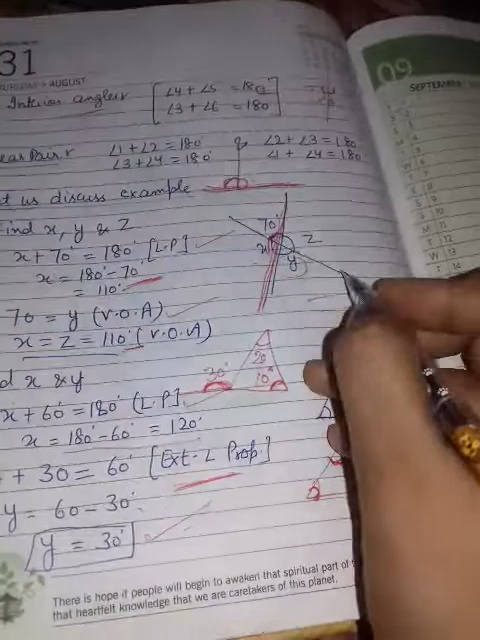 31
AUGUST
09
SEPTEMBER
Interior angles
∠4 + ∠5 = 180°
∠3 + ∠6 = 180
ear Pair
∠1 + ∠2 = 180°
∠3 + ∠4 = 180°
∠2 + ∠3 = 180°
∠1 + ∠4 = 180°
t us discuss example
ind x, y & z
x + 70° = 180° [L.P]
x = 180° - 70°
= 110°
70° x y z
70 = y (V.O.A)
x = z = 110° (V.O.A)
d x & y
30°
x + 60° = 180° (L.P)
x = 180° - 60° = 120°
+ 30 = 60° [Ext. L Prop.]
y = 60 - 30°
y = 30°
There is hope if people will begin to awaken that spiritual part of
that heartfelt knowledge that we are caretakers of this planet.